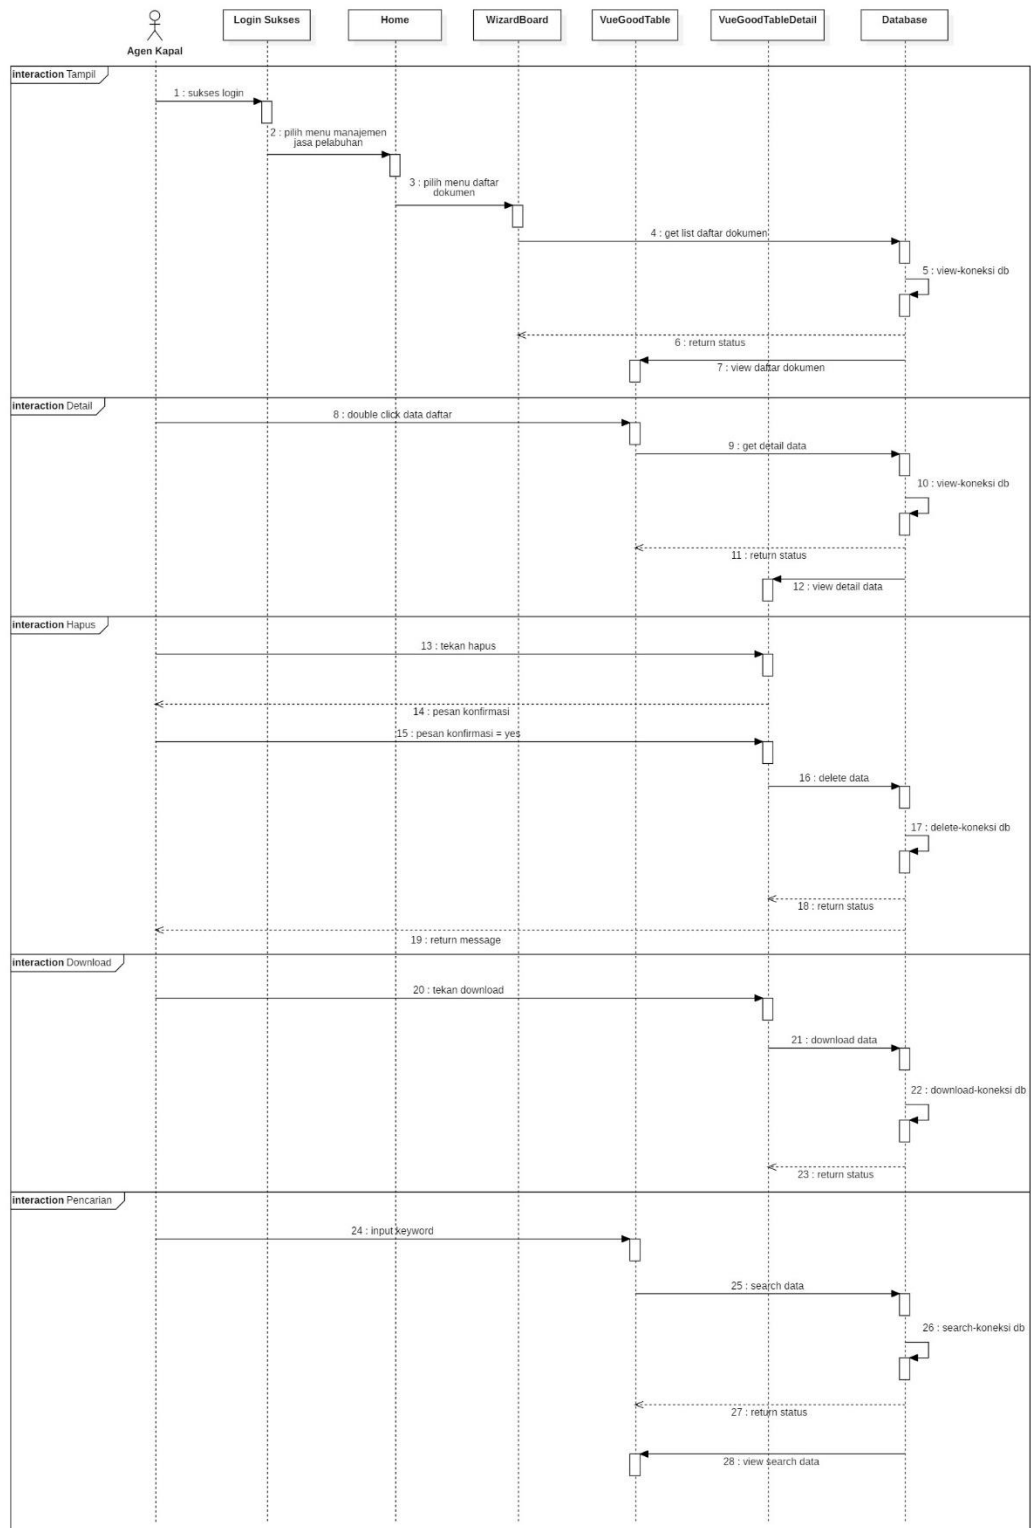 Agen Kapal
Login Sukses
Home
WizardBoard
VueGoodTable
VueGoodTableDetail
Database
interaction Tampil
1 : sukses login
2 : pilih menu manajemen
jasa pelabuhan
3 : pilih menu daftar
dokumen
4 : get list daftar dokumen
5 : view-koneksi db
6 : return status
7 : view daftar dokumen
interaction Detail
8 : double click data daftar
9 : get detail data
10 : view-koneksi db
11 : return status
12 : view detail data
interaction Hapus
13 : tekan hapus
14 : pesan konfirmasi
15 : pesan konfirmasi = yes
16 : delete data
17 : delete-koneksi db
18 : return status
19 : return message
interaction Download
20 : tekan download
21 : download data
22 : download-koneksi db
23 : return status
interaction Pencarian
24 : input keyword
25 : search data
26 : search-koneksi db
27 : return status
28 : view search data